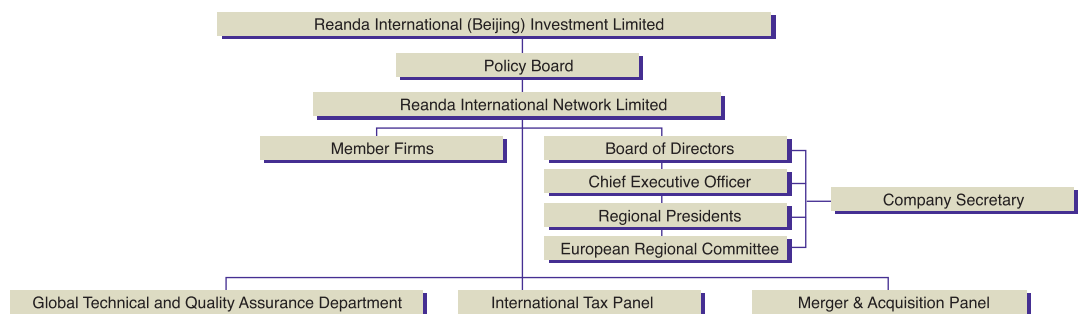 Reanda International (Beijing) Investment Limited
Policy Board
Reanda International Network Limited
Member Firms
Board of Directors
Chief Executive Officer
Regional Presidents
European Regional Committee
Company Secretary
Global Technical and Quality Assurance Department
International Tax Panel
Merger & Acquisition Panel